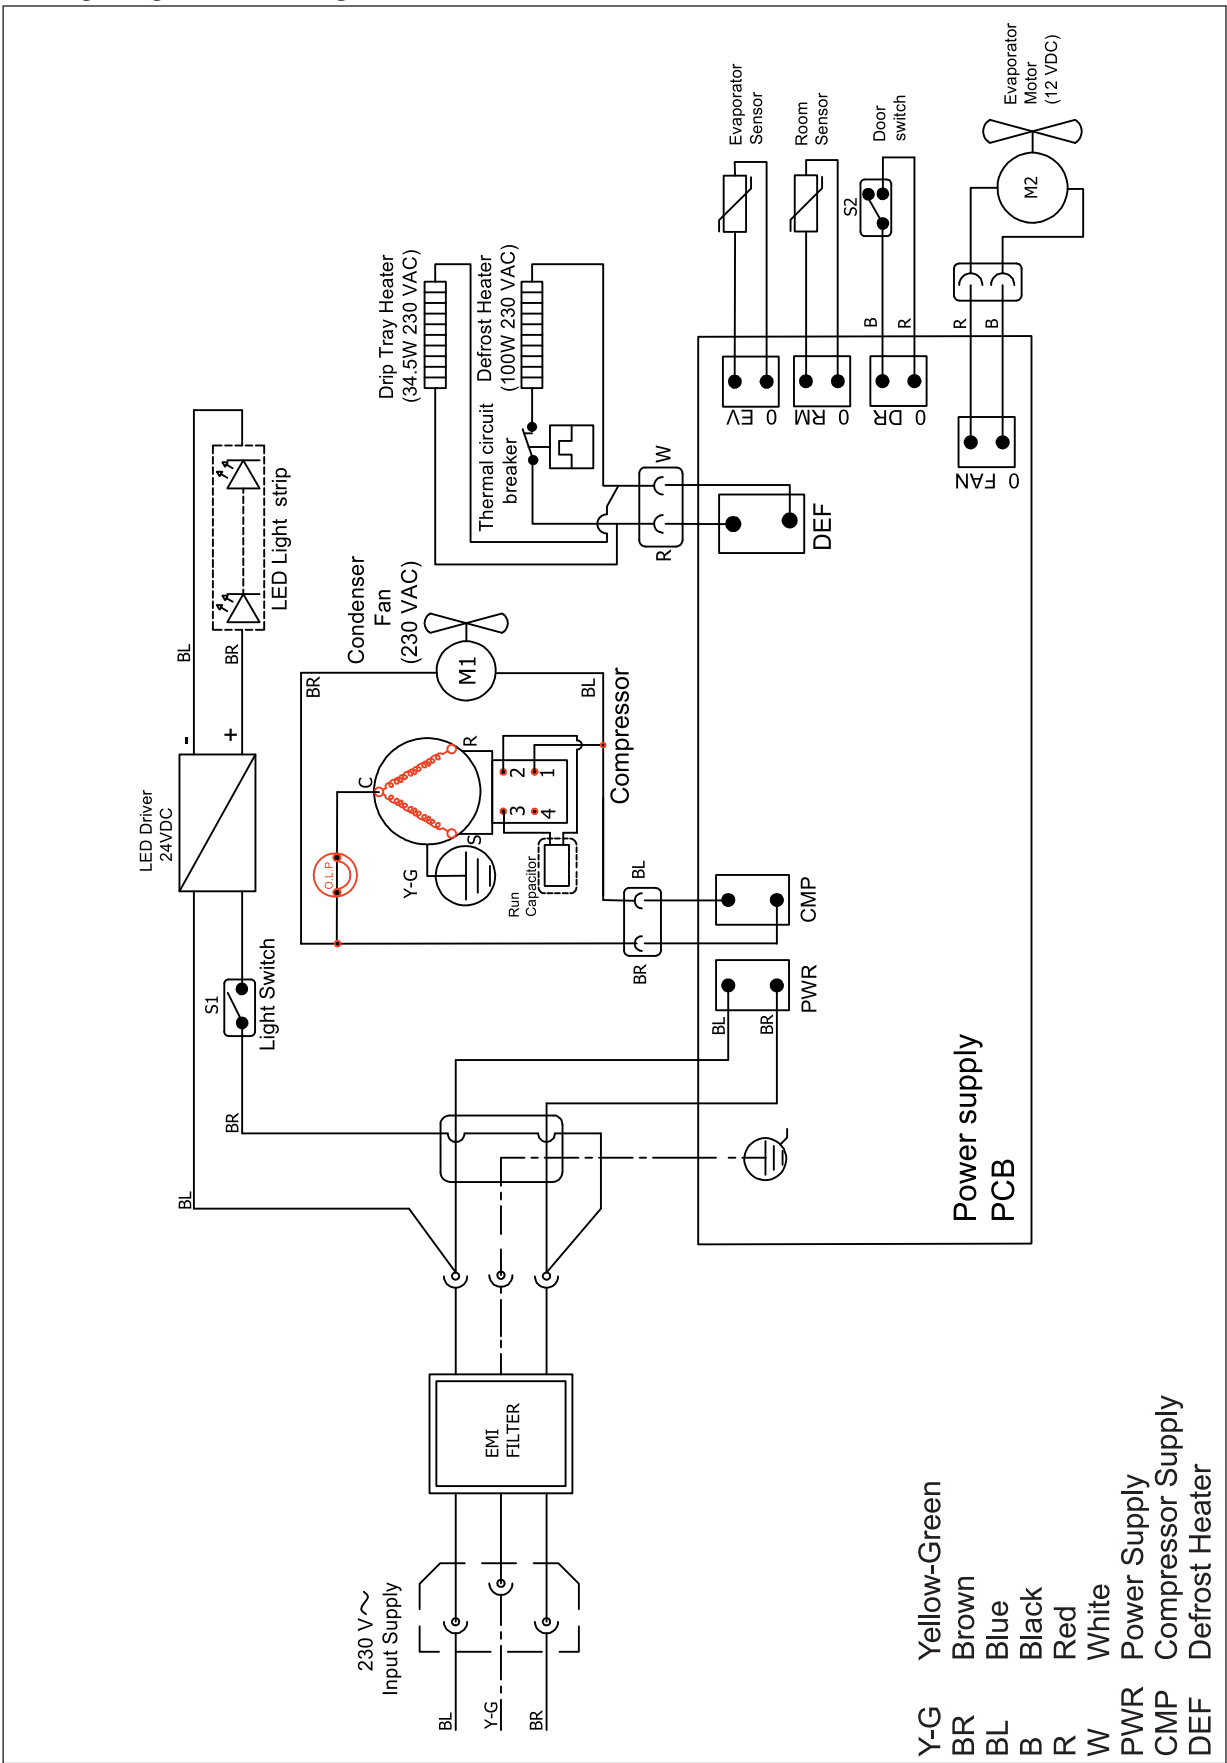 230 V
Input Supply
BL
Y-G
BR
EMI
FILTER
BL
BR
S1
Light Switch
LED Driver
24VDC
-
+
BL
BR
LED Light strip
O.L.P
C
R
S
Y-G
2
1
3
4
Run
Capacitor
Compressor
BR
BL
M1
Condenser
Fan
(230 VAC)
BL
BR
Drip Tray Heater
(34.5W 230 VAC)
Defrost Heater
(100W 230 VAC)
Thermal circuit
breaker
W
R
DEF
CMP
PWR
BL
BR
Power supply
PCB
EV 0
RM 0
DR 0
FAN 0
Evaporator
Sensor
Room
Sensor
Door
switch
S2
B
R
R
B
M2
Evaporator
Motor
(12 VDC)
Y-G Yellow-Green
BR Brown
BL Blue
B Black
R Red
W White
PWR Power Supply
CMP Compressor Supply
DEF Defrost Heater